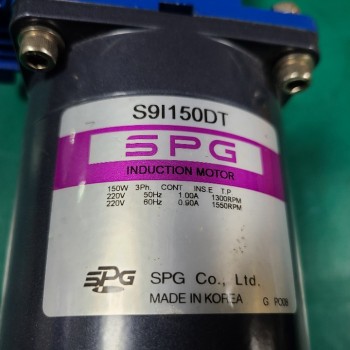 S9I150DT
SPG
INDUCTION MOTOR
150W 3Ph. CONT INS.E T.P
220V 50Hz 1.00A 1300RPM
220V 60Hz 0.90A 1550RPM
SPG SPG Co., Ltd.
MADE IN KOREA G